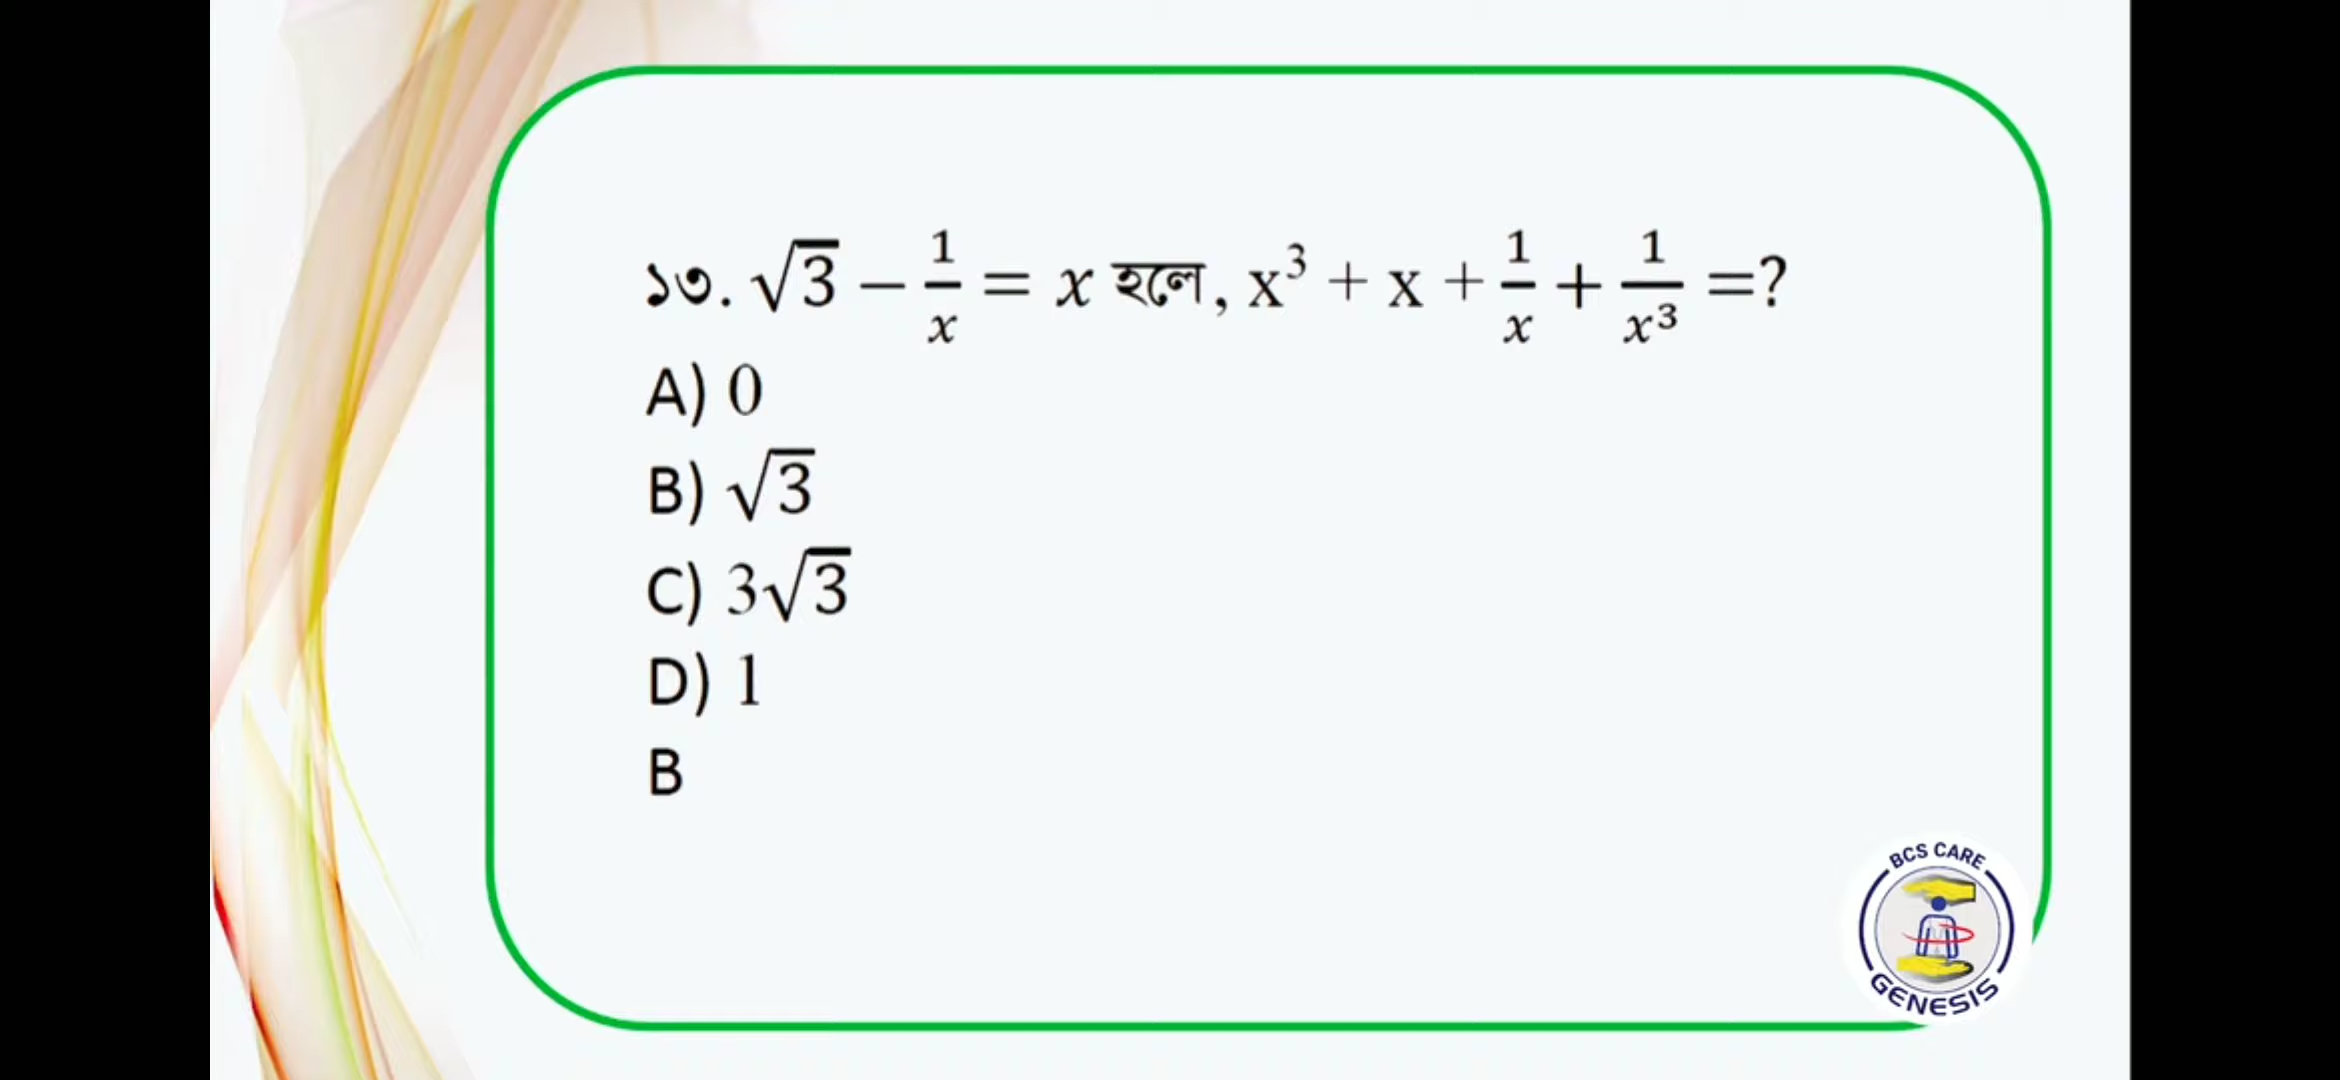 ১৩. √3 − 1/x = x হলে, x³ + x + 1/x + 1/x³ =?
A) 0
B) √3
C) 3√3
D) 1
B
BCS CARE
GENESIS